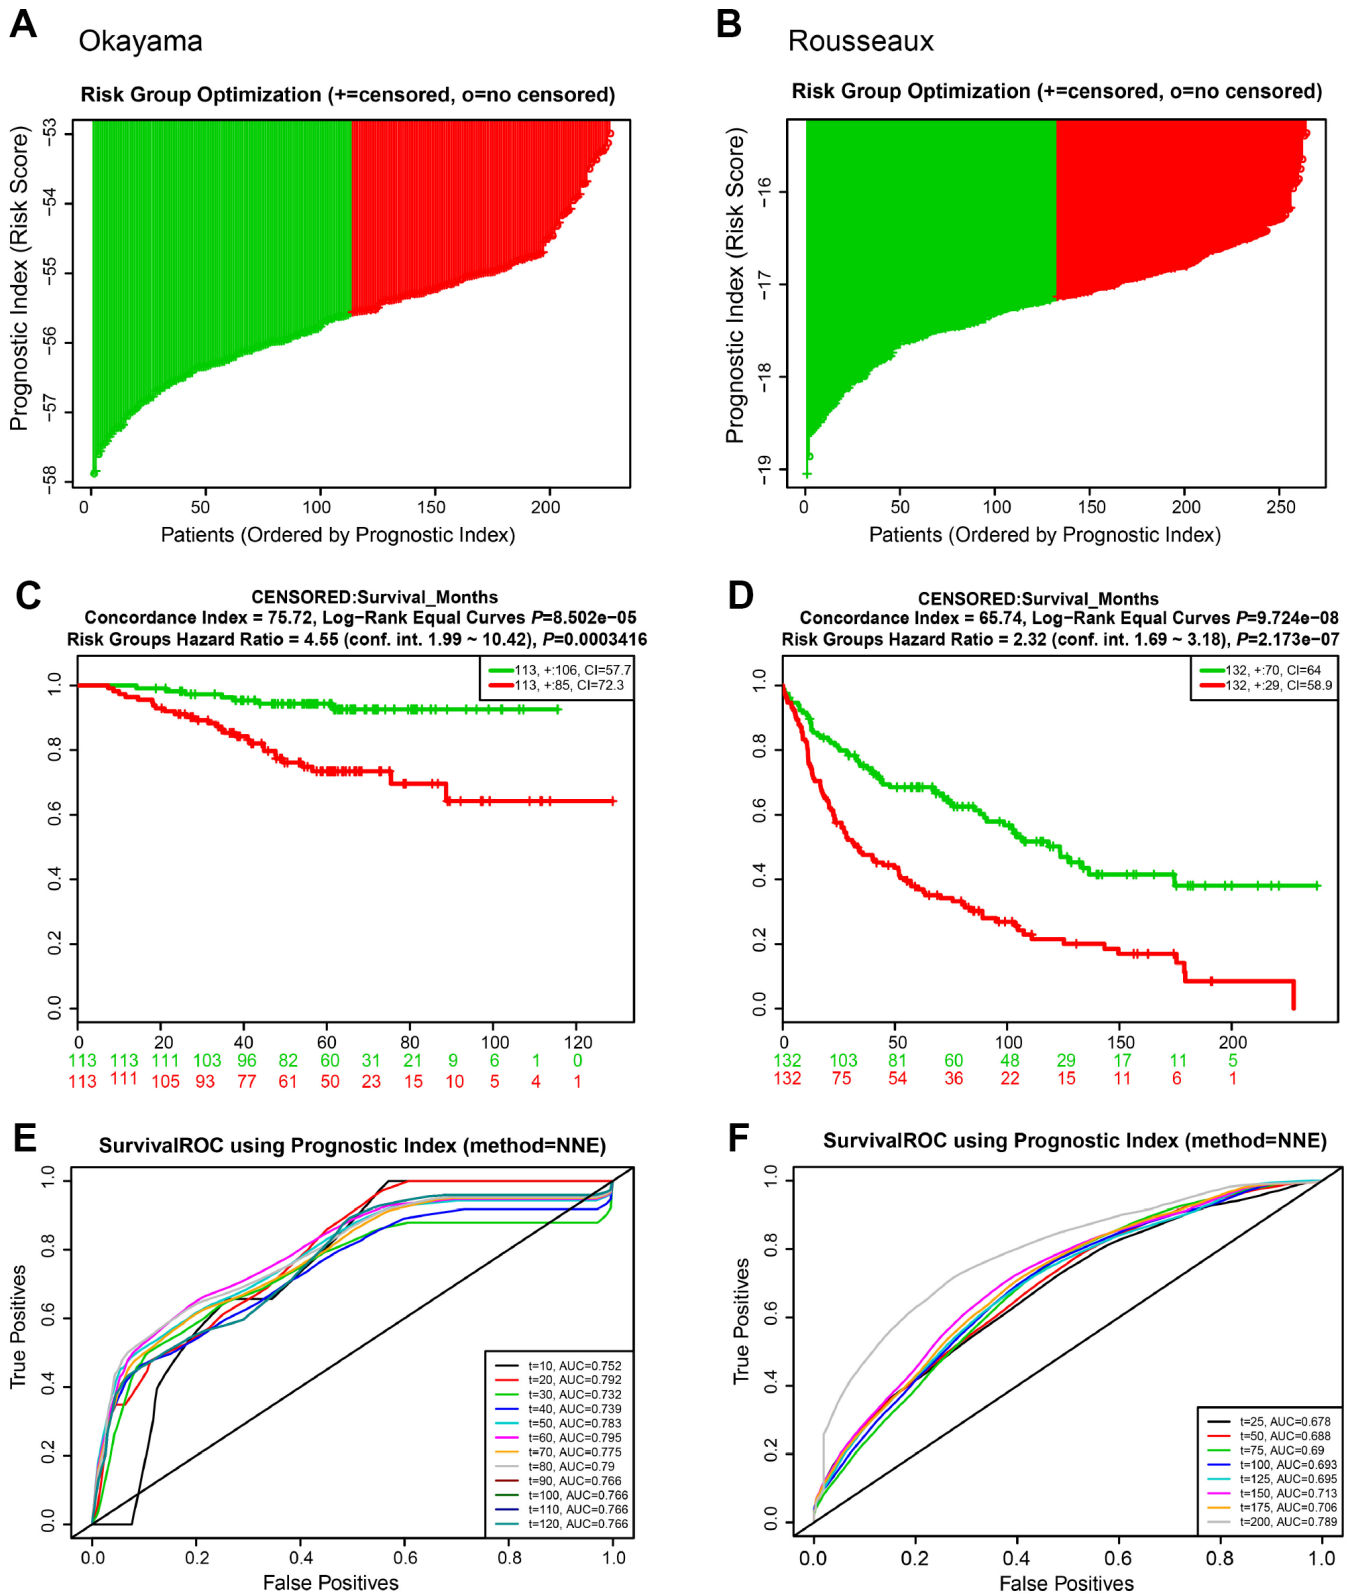 A Okayama
Risk Group Optimization (+=censored, o=no censored)
Prognostic Index (Risk Score)
−53
−54
−55
−56
−57
−58
0 50 100 150 200
Patients (Ordered by Prognostic Index)
B Rousseaux
Risk Group Optimization (+=censored, o=no censored)
Prognostic Index (Risk Score)
−16
−17
−18
−19
0 50 100 150 200 250
Patients (Ordered by Prognostic Index)
C CENSORED:Survival_Months
Concordance Index = 75.72, Log−Rank Equal Curves P=8.502e−05
Risk Groups Hazard Ratio = 4.55 (conf. int. 1.99 ~ 10.42), P=0.0003416
113, +:106, CI=57.7
113, +:85, CI=72.3
1.0
0.8
0.6
0.4
0.2
0.0
0 20 40 60 80 100 120
113 113 111 103 96 82 60 31 21 9 6 1 0
113 111 105 93 77 61 50 23 15 10 5 4 1
D CENSORED:Survival_Months
Concordance Index = 65.74, Log−Rank Equal Curves P=9.724e−08
Risk Groups Hazard Ratio = 2.32 (conf. int. 1.69 ~ 3.18), P=2.173e−07
132, +:70, CI=64
132, +:29, CI=58.9
1.0
0.8
0.6
0.4
0.2
0.0
0 50 100 150 200
132 103 81 60 48 29 17 11 5
132 75 54 36 22 15 11 6 1
E SurvivalROC using Prognostic Index (method=NNE)
True Positives
1.0
0.8
0.6
0.4
0.2
0.0
t=10, AUC=0.752
t=20, AUC=0.792
t=30, AUC=0.732
t=40, AUC=0.739
t=50, AUC=0.783
t=60, AUC=0.795
t=70, AUC=0.775
t=80, AUC=0.79
t=90, AUC=0.766
t=100, AUC=0.766
t=110, AUC=0.766
t=120, AUC=0.766
0.0 0.2 0.4 0.6 0.8 1.0
False Positives
F SurvivalROC using Prognostic Index (method=NNE)
True Positives
1.0
0.8
0.6
0.4
0.2
0.0
t=25, AUC=0.678
t=50, AUC=0.688
t=75, AUC=0.69
t=100, AUC=0.693
t=125, AUC=0.695
t=150, AUC=0.713
t=175, AUC=0.706
t=200, AUC=0.789
0.0 0.2 0.4 0.6 0.8 1.0
False Positives